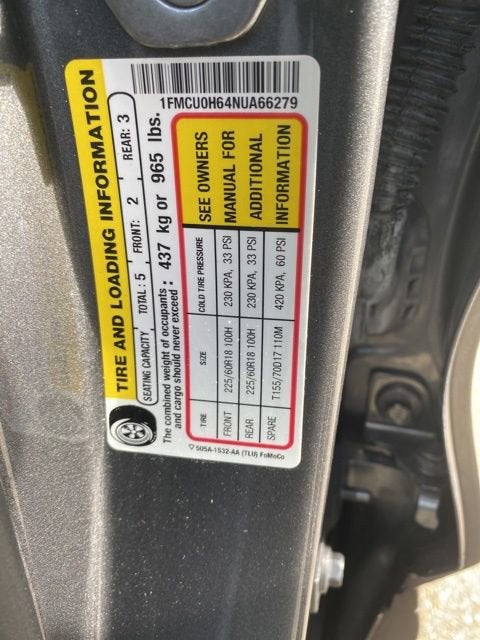 1FMCU0H64NUA66279
TIRE AND LOADING INFORMATION
SEATING CAPACITY TOTAL: 5 FRONT: 2 REAR: 3
The combined weight of occupants and cargo should never exceed : 437 kg or 965 lbs.
TIRE SIZE COLD TIRE PRESSURE
FRONT 225/60R18 100H 230 KPA, 33 PSI
REAR 225/60R18 100H 230 KPA, 33 PSI
SPARE T155/70D17 110M 420 KPA, 60 PSI
SEE OWNERS
MANUAL FOR
ADDITIONAL
INFORMATION
5U5A-1532-AA (TLU) FoMoCo